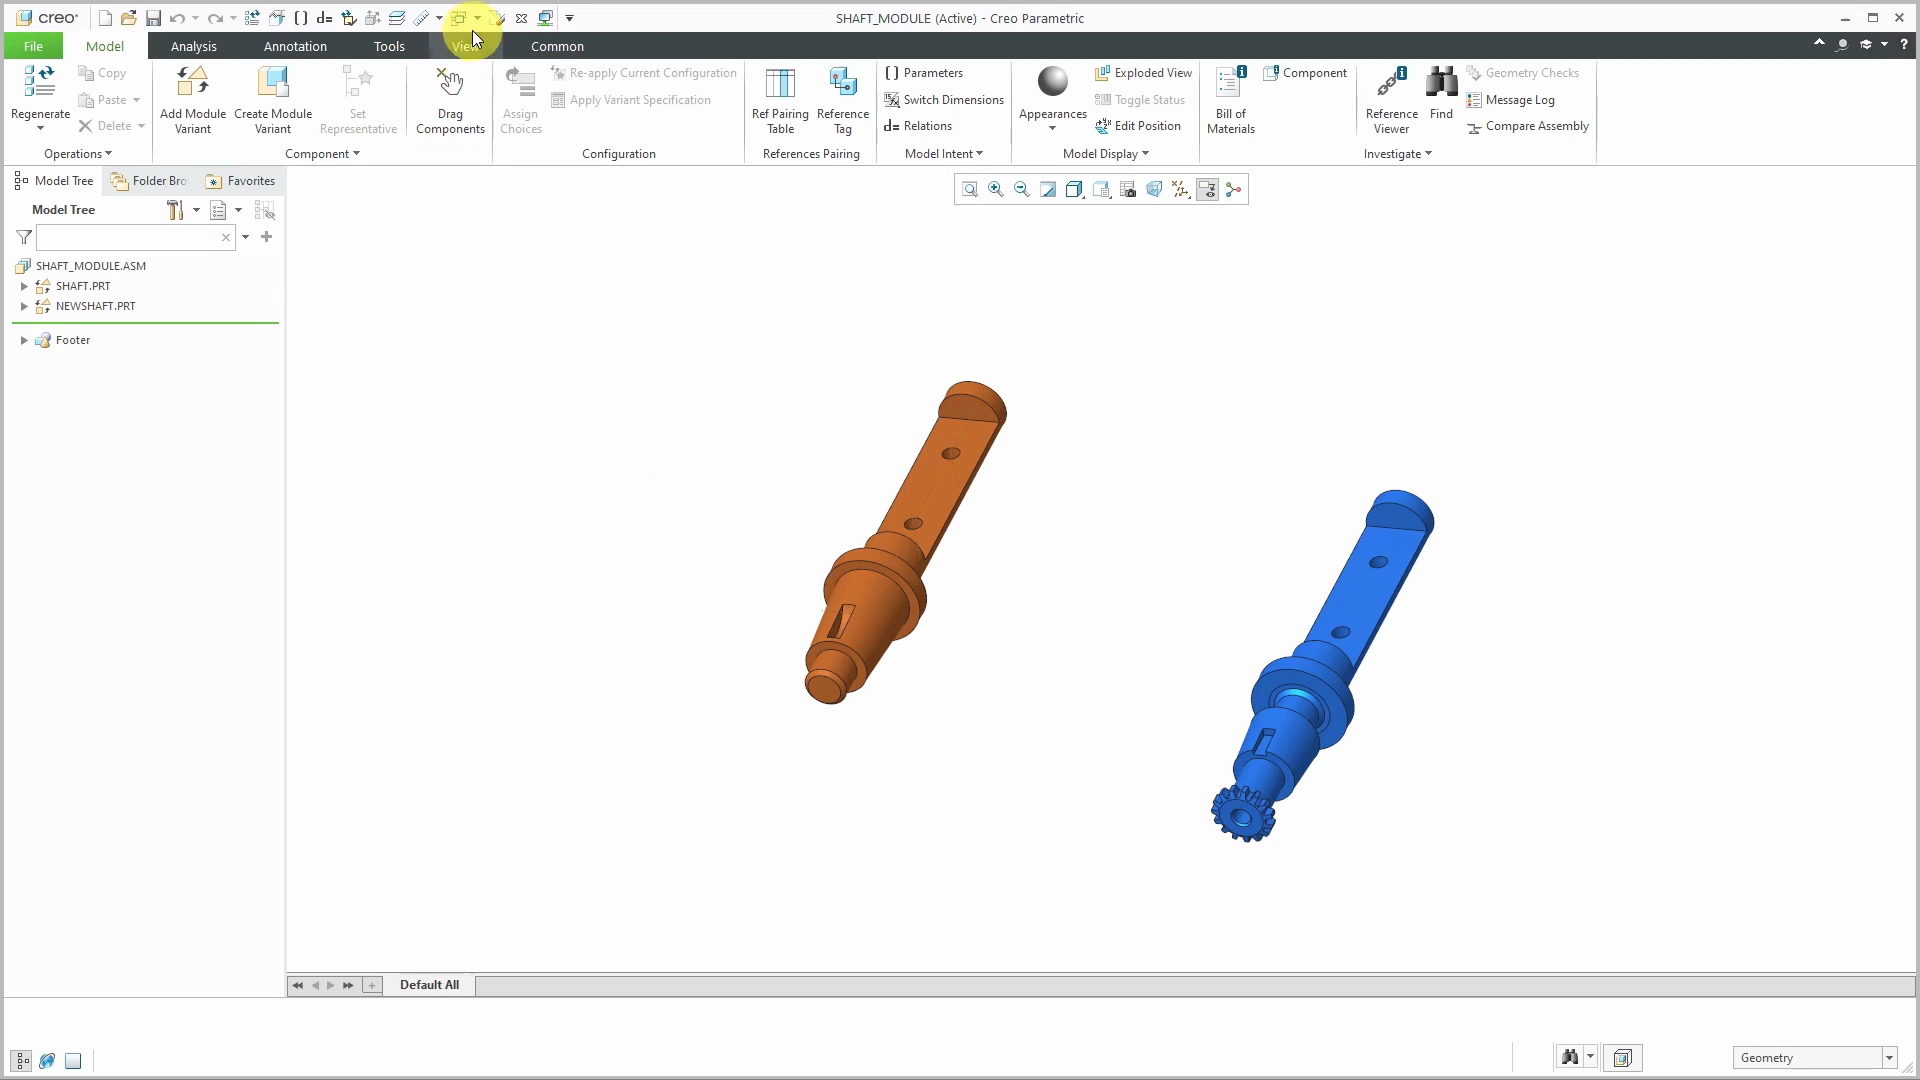 creo
SHAFT_MODULE (Active) - Creo Parametric
File
Model
Analysis
Annotation
Tools
View
Common
Regenerate
Copy
Paste
Delete
Operations
Add Module Variant
Create Module Variant
Set Representative
Drag Components
Component
Assign Choices
Re-apply Current Configuration
Apply Variant Specification
Configuration
Ref Pairing Table
Reference Tag
References Pairing
Parameters
Switch Dimensions
Relations
Model Intent
Appearances
Exploded View
Toggle Status
Edit Position
Model Display
Bill of Materials
Component
Reference Viewer
Find
Geometry Checks
Message Log
Compare Assembly
Investigate
Model Tree
Folder Bro
Favorites
Model Tree
SHAFT_MODULE.ASM
SHAFT.PRT
NEWSHAFT.PRT
Footer
Default All
Geometry